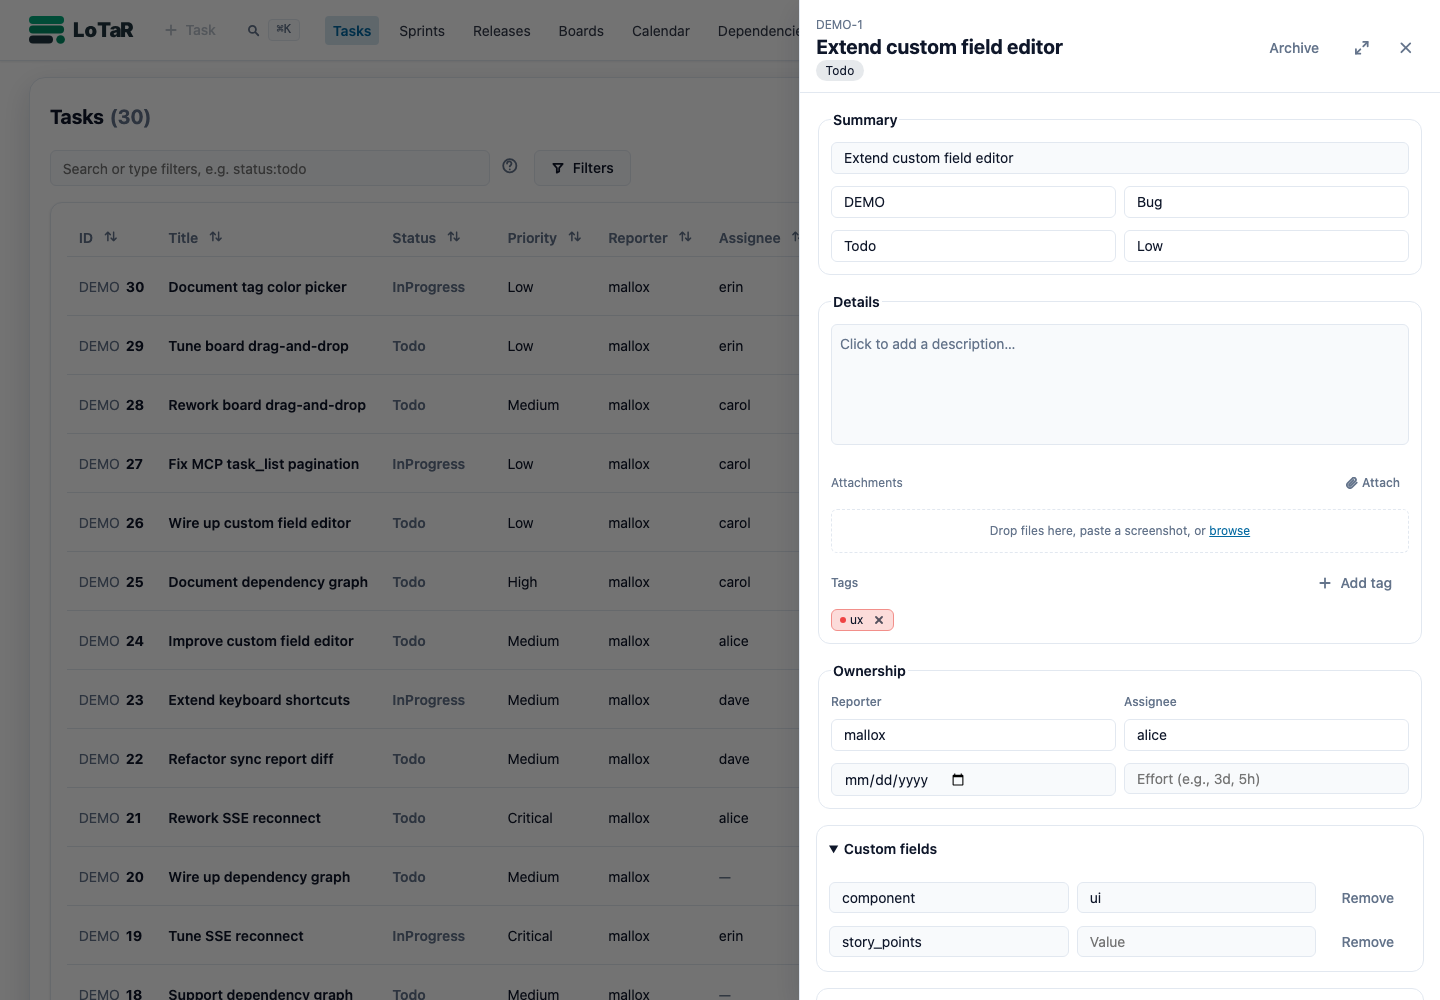 LoTaR
Task
⌘K
Tasks
Sprints
Releases
Boards
Calendar
Dependencie
Tasks (30)
Search or type filters, e.g. status:todo
Filters
ID Title Status Priority Reporter Assignee
DEMO 30 Document tag color picker InProgress Low mallox erin
DEMO 29 Tune board drag-and-drop Todo Low mallox erin
DEMO 28 Rework board drag-and-drop Todo Medium mallox carol
DEMO 27 Fix MCP task_list pagination InProgress Low mallox carol
DEMO 26 Wire up custom field editor Todo Low mallox carol
DEMO 25 Document dependency graph Todo High mallox carol
DEMO 24 Improve custom field editor Todo Medium mallox alice
DEMO 23 Extend keyboard shortcuts InProgress Medium mallox dave
DEMO 22 Refactor sync report diff Todo Medium mallox dave
DEMO 21 Rework SSE reconnect Todo Critical mallox alice
DEMO 20 Wire up dependency graph Todo Medium mallox —
DEMO 19 Tune SSE reconnect InProgress Critical mallox erin
DEMO 18 Support dependency graph Todo Medium mallox —
DEMO-1
Extend custom field editor
Todo
Archive
Summary
Extend custom field editor
DEMO Bug
Todo Low
Details
Click to add a description...
Attachments
Attach
Drop files here, paste a screenshot, or browse
Tags
Add tag
ux
Ownership
Reporter Assignee
mallox alice
mm/dd/yyyy Effort (e.g., 3d, 5h)
Custom fields
component ui Remove
story_points Value Remove